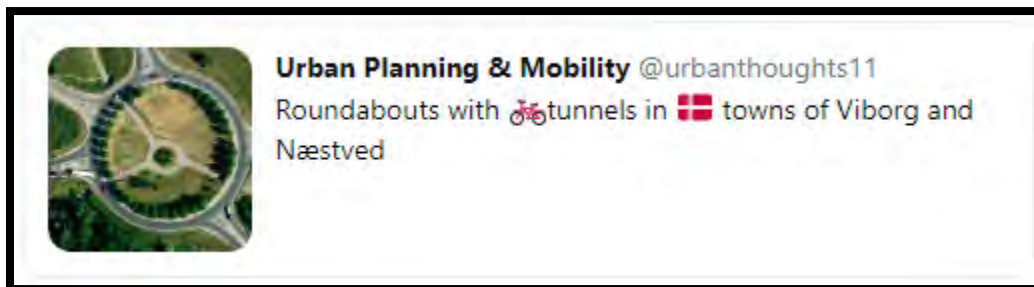 Urban Planning & Mobility @urbanthoughts11
Roundabouts with 🚲tunnels in 🇩🇰 towns of Viborg and
Næstved